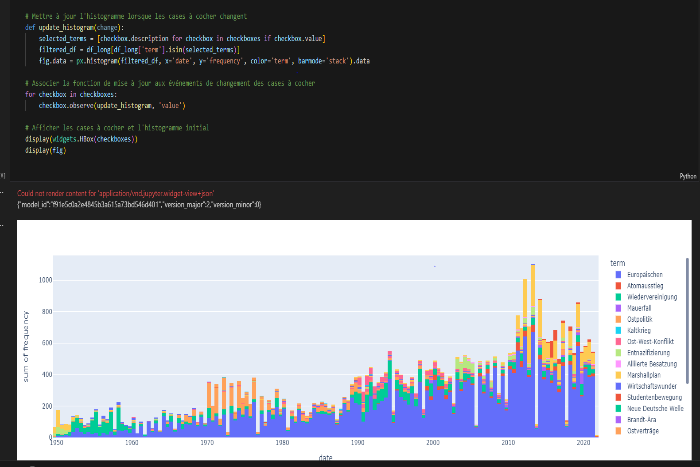 # Mettre à jour l'histogramme lorsque les cases à cocher changent
def update_histogram(change):
selected_terms = [checkbox.description for checkbox in checkboxes if checkbox.value]
filtered_df = df_long[df_long['term'].isin(selected_terms)]
fig.data = px.histogram(filtered_df, x='date', y='frequency', color='term', barmode='stack').data
# Associer la fonction de mise à jour aux événements de changement des cases à cocher
for checkbox in checkboxes:
checkbox.observe(update_histogram, 'value')
# Afficher les cases à cocher et l'histogramme initial
display(widgets.HBox(checkboxes))
display(fig)
Python
Could not render content for 'application/vnd.jupyter.widget-view+json'
{"model_id":"f91e5c0a2e4845b3a615a73bd546d401","version_major":2,"version_minor":0}
term
Europäischen
Atomausstieg
Wiedervereinigung
Mauerfall
Ostpolitik
Kaltkrieg
Ost-West-Konflikt
Entnazifizierung
Alliierte Besatzung
Marshallplan
Wirtschaftswunder
Studentenbewegung
Neue Deutsche Welle
Brandt-Ära
Ostverträge
sum of frequency
1000
800
600
400
200
0
1950
1960
1970
1980
1990
2000
2010
2020
date